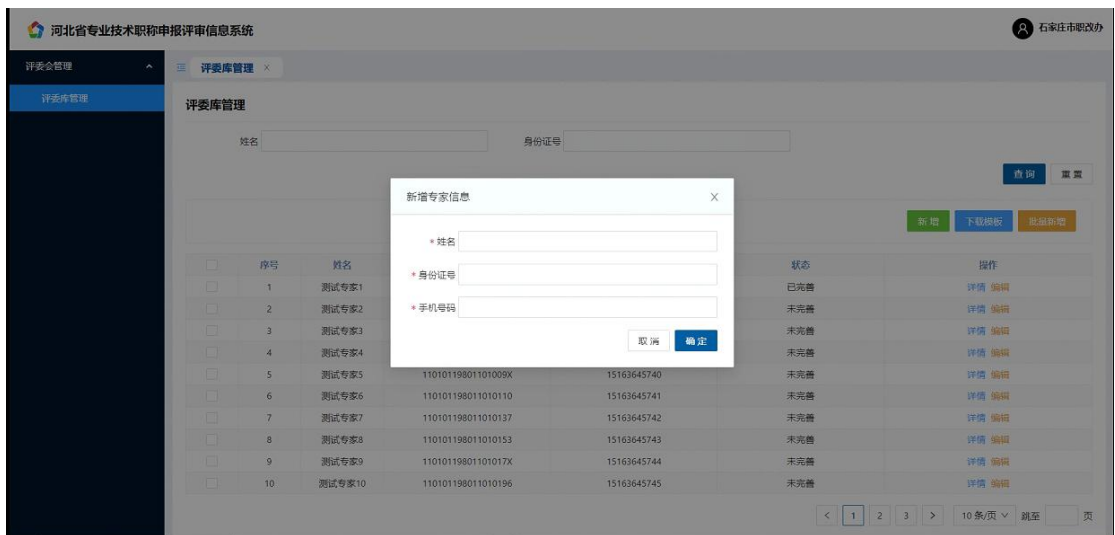 河北省专业技术职称申报评审信息系统
石家庄市职改办
评委会管理
评委库管理 ×
评委库管理
评委库管理
姓名
身份证号
查询 重置
新增专家信息 ×
新增 下载模板 批量新增
* 姓名
* 身份证号
* 手机号码
取消 确定
序号 姓名 状态 操作
1 测试专家1 已完善 详情 编辑
2 测试专家2 未完善 详情 编辑
3 测试专家3 未完善 详情 编辑
4 测试专家4 未完善 详情 编辑
5 测试专家5 11010119801101009X 15163645740 未完善 详情 编辑
6 测试专家6 110101198011010110 15163645741 未完善 详情 编辑
7 测试专家7 110101198011010137 15163645742 未完善 详情 编辑
8 测试专家8 110101198011010153 15163645743 未完善 详情 编辑
9 测试专家9 11010119801101017X 15163645744 未完善 详情 编辑
10 测试专家10 110101198011010196 15163645745 未完善 详情 编辑
< 1 2 3 > 10 条/页 跳至 页